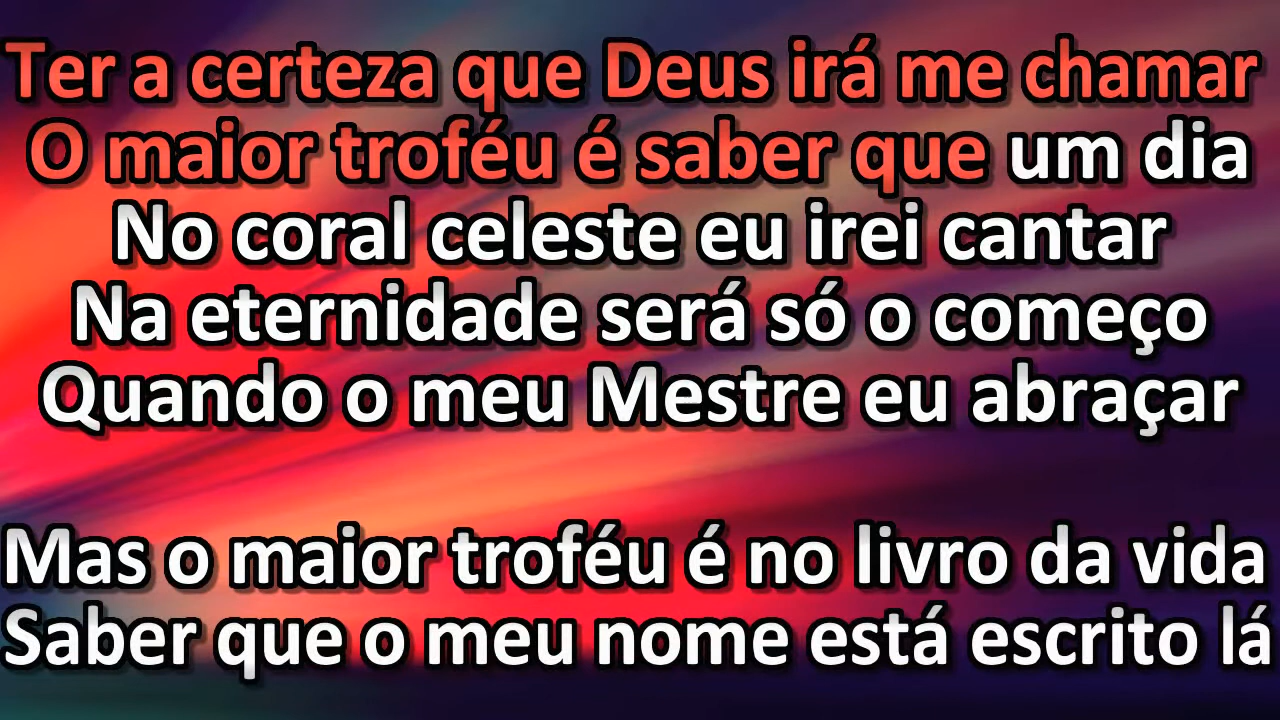 Ter a certeza que Deus irá me chamar
O maior troféu é saber que um dia
No coral celeste eu irei cantar
Na eternidade será só o começo
Quando o meu Mestre eu abraçar
Mas o maior troféu é no livro da vida
Saber que o meu nome está escrito lá